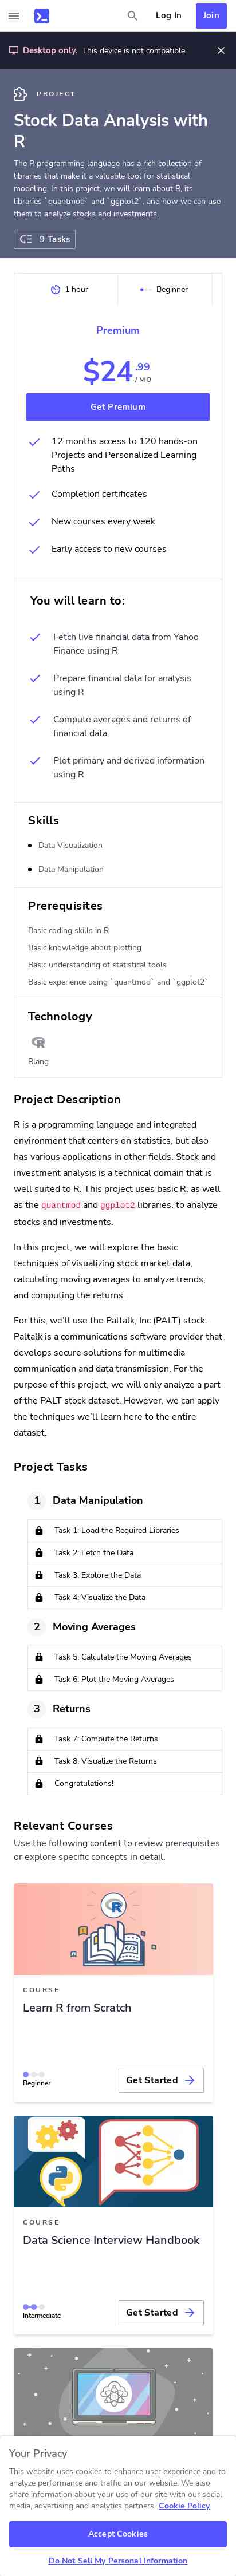 Log In
Join
Desktop only. This device is not compatible.
PROJECT
Stock Data Analysis with
R
The R programming language has a rich collection of
libraries that make it a valuable tool for statistical
modeling. In this project, we will learn about R, its
libraries `quantmod` and `ggplot2`, and how we can use
them to analyze stocks and investments.
9 Tasks
1 hour
Beginner
Premium
$24.99
/ MO
Get Premium
12 months access to 120 hands-on
Projects and Personalized Learning
Paths
Completion certificates
New courses every week
Early access to new courses
You will learn to:
Fetch live financial data from Yahoo
Finance using R
Prepare financial data for analysis
using R
Compute averages and returns of
financial data
Plot primary and derived information
using R
Skills
Data Visualization
Data Manipulation
Prerequisites
Basic coding skills in R
Basic knowledge about plotting
Basic understanding of statistical tools
Basic experience using `quantmod` and `ggplot2`
Technology
R
Rlang
Project Description
R is a programming language and integrated
environment that centers on statistics, but also
has various applications in other fields. Stock and
investment analysis is a technical domain that is
well suited to R. This project uses basic R, as well
as the quantmod and ggplot2 libraries, to analyze
stocks and investments.
In this project, we will explore the basic
techniques of visualizing stock market data,
calculating moving averages to analyze trends,
and computing the returns.
For this, we’ll use the Paltalk, Inc (PALT) stock.
Paltalk is a communications software provider that
develops secure solutions for multimedia
communication and data transmission. For the
purpose of this project, we will only analyze a part
of the PALT stock dataset. However, we can apply
the techniques we’ll learn here to the entire
dataset.
Project Tasks
1 Data Manipulation
Task 1: Load the Required Libraries
Task 2: Fetch the Data
Task 3: Explore the Data
Task 4: Visualize the Data
2 Moving Averages
Task 5: Calculate the Moving Averages
Task 6: Plot the Moving Averages
3 Returns
Task 7: Compute the Returns
Task 8: Visualize the Returns
Congratulations!
Relevant Courses
Use the following content to review prerequisites
or explore specific concepts in detail.
R
COURSE
Learn R from Scratch
Beginner
Get Started
COURSE
Data Science Interview Handbook
Intermediate
Get Started
Your Privacy
This website uses cookies to enhance user experience and to
analyze performance and traffic on our website. We also
share information about your use of our site with our social
media, advertising and analytics partners. Cookie Policy
Accept Cookies
Do Not Sell My Personal Information